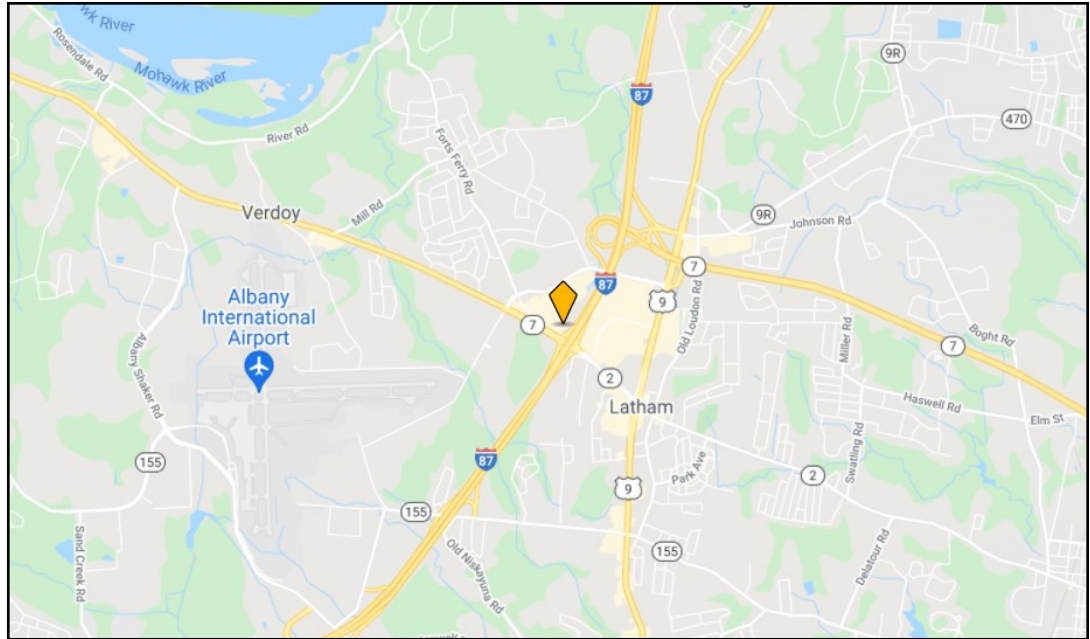 wk River
Rosendale Rd
Mohawk River
River Rd
87
9R
470
Forts Ferry Rd
Verdoy
Mill Rd
9R
Johnson Rd
7
87
9
Old Loudon Rd
Albany
International
Airport
7
Miller Rd
Boght Rd
7
Albany Shaker Rd
2
Latham
Haswell Rd
Elm St
155
87
Park Ave
Swatling Rd
2
9
155
Sand Creek Rd
Old Niskayuna Rd
155
Delatour Rd